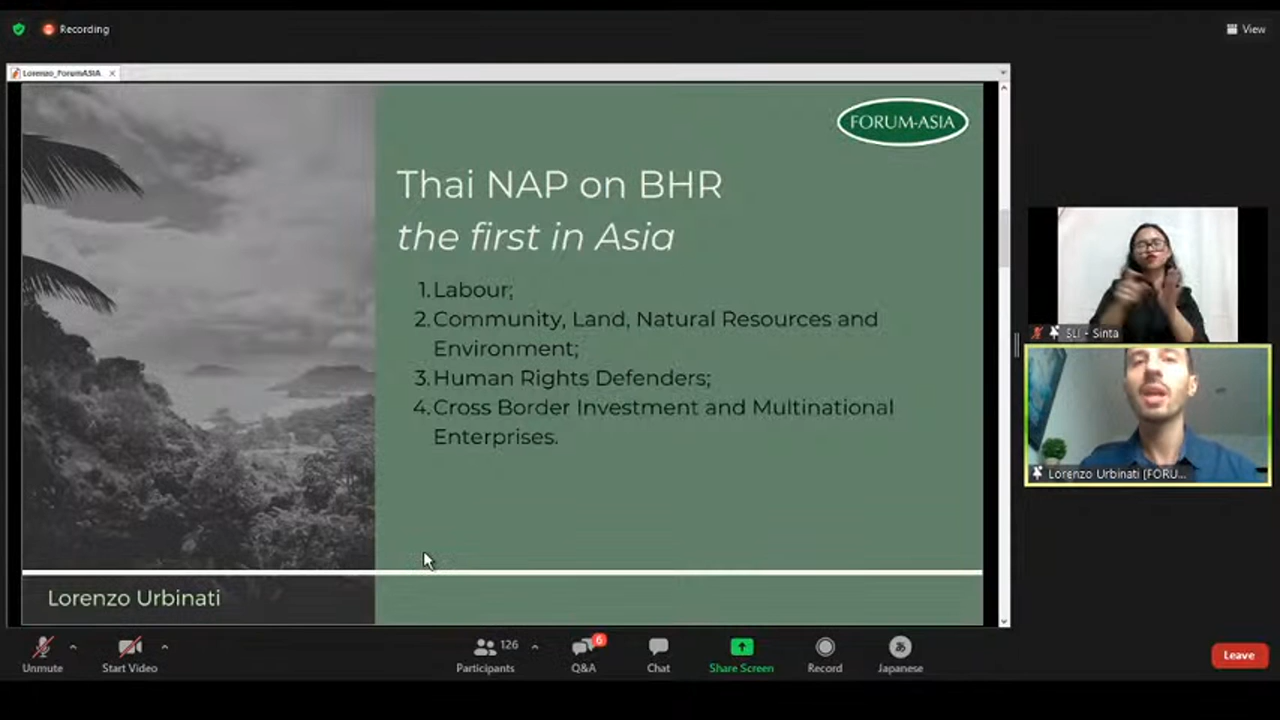 Recording
View
Lorenzo_ForumASIA
FORUM-ASIA
Thai NAP on BHR
the first in Asia
1. Labour;
2. Community, Land, Natural Resources and
Environment;
3. Human Rights Defenders;
4. Cross Border Investment and Multinational
Enterprises.
Lorenzo Urbinati
SLI - Sinta
Lorenzo Urbinati (FORU...
Unmute
Start Video
126
Participants
6
Q&A
Chat
Share Screen
Record
あ
Japanese
Leave